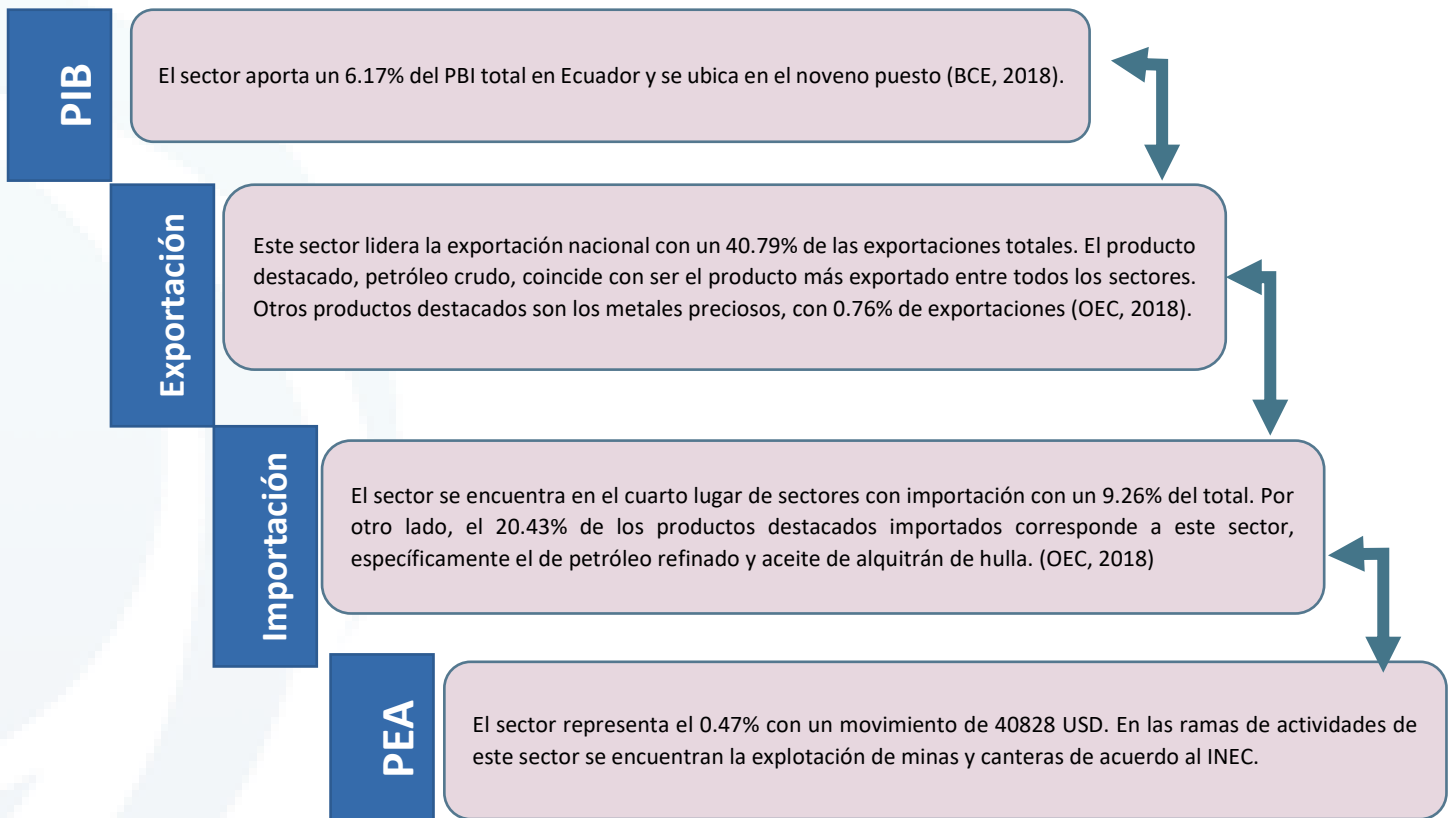 PIB
El sector aporta un 6.17% del PBI total en Ecuador y se ubica en el noveno puesto (BCE, 2018).
Exportación
Este sector lidera la exportación nacional con un 40.79% de las exportaciones totales. El producto
destacado, petróleo crudo, coincide con ser el producto más exportado entre todos los sectores.
Otros productos destacados son los metales preciosos, con 0.76% de exportaciones (OEC, 2018).
Importación
El sector se encuentra en el cuarto lugar de sectores con importación con un 9.26% del total. Por
otro lado, el 20.43% de los productos destacados importados corresponde a este sector,
específicamente el de petróleo refinado y aceite de alquitrán de hulla. (OEC, 2018)
PEA
El sector representa el 0.47% con un movimiento de 40828 USD. En las ramas de actividades de
este sector se encuentran la explotación de minas y canteras de acuerdo al INEC.